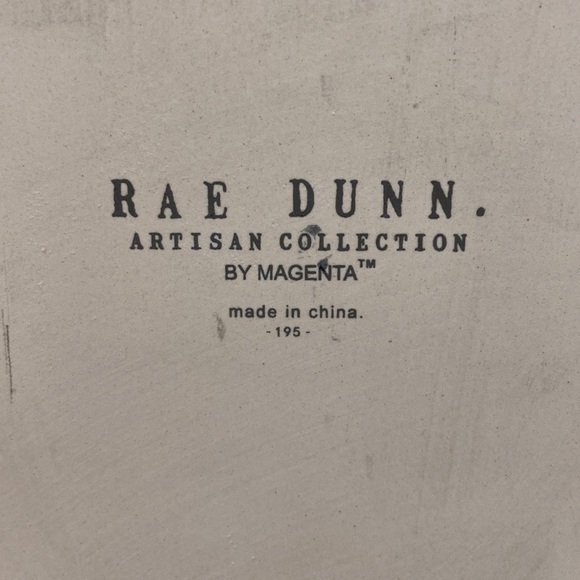 RAE DUNN.
ARTISAN COLLECTION
BY MAGENTA™
made in china.
- 195 -